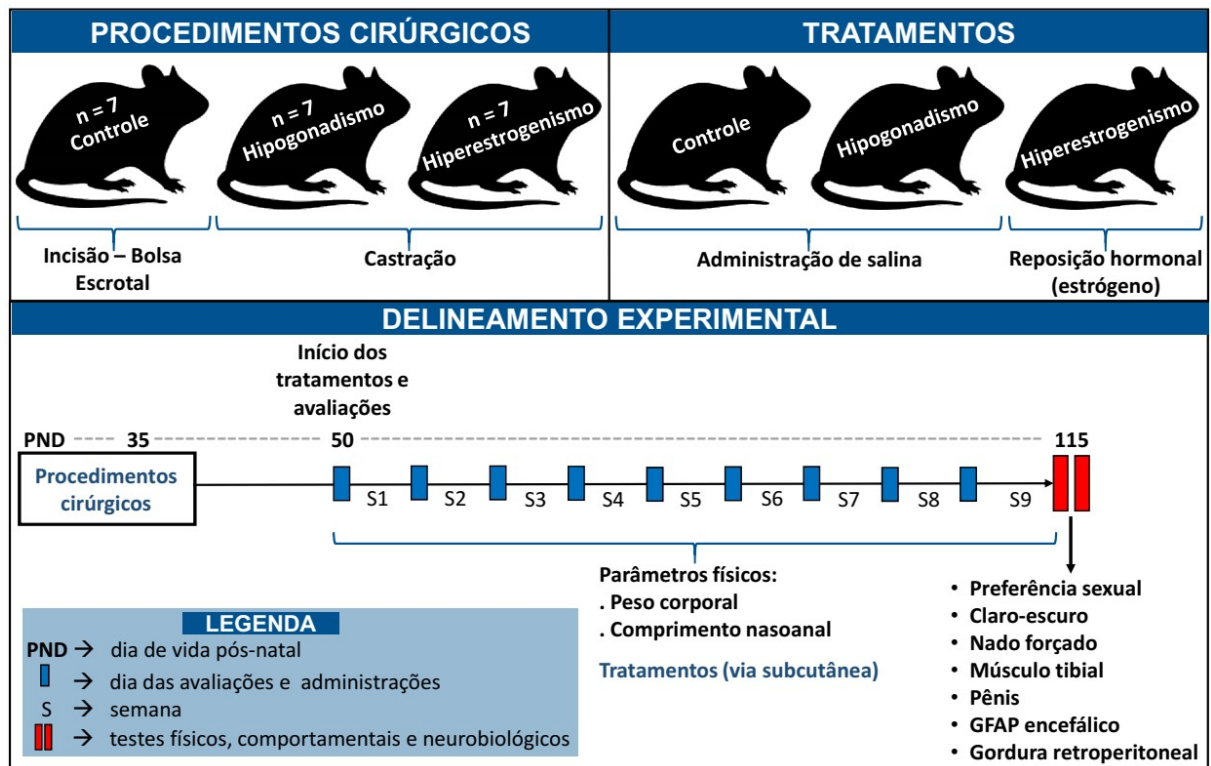 PROCEDIMENTOS CIRÚRGICOS
n = 7
Controle
n = 7
Hipogonadismo
n = 7
Hiperestrogenismo
Incisão – Bolsa
Escrotal
Castração
TRATAMENTOS
Controle
Hipogonadismo
Hiperestrogenismo
Administração de salina
Reposição hormonal
(estrógeno)
DELINEAMENTO EXPERIMENTAL
Início dos
tratamentos e
avaliações
PND 35 50 115
Procedimentos
cirúrgicos
S1 S2 S3 S4 S5 S6 S7 S8 S9
Parâmetros físicos:
. Peso corporal
. Comprimento nasoanal
Tratamentos (via subcutânea)
• Preferência sexual
• Claro-escuro
• Nado forçado
• Músculo tibial
• Pênis
• GFAP encefálico
• Gordura retroperitoneal
LEGENDA
PND → dia de vida pós-natal
→ dia das avaliações e administrações
S → semana
→ testes físicos, comportamentais e neurobiológicos